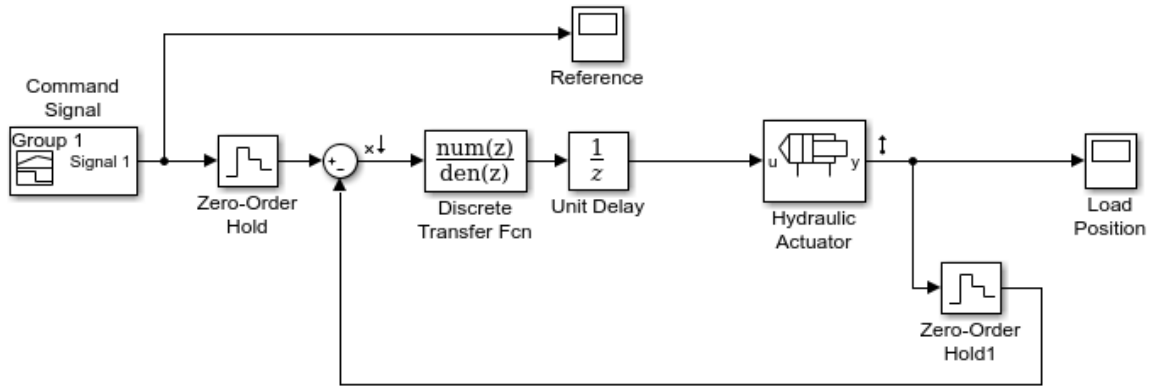 Reference
Command
Signal
Group 1
Signal 1
Zero-Order
Hold
+
-
num(z)
den(z)
Discrete
Transfer Fcn
1
z
Unit Delay
u
y
Hydraulic
Actuator
Load
Position
Zero-Order
Hold1